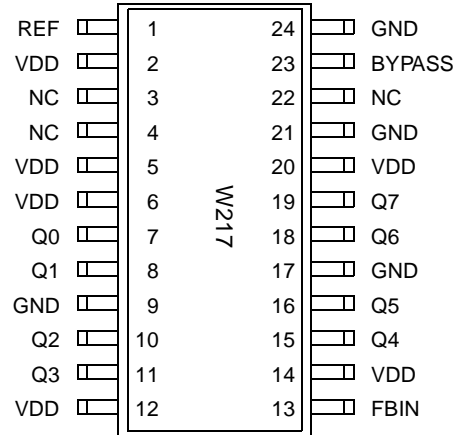 REF 1 24 GND
VDD 2 23 BYPASS
NC 3 22 NC
NC 4 21 GND
VDD 5 20 VDD
VDD 6 19 Q7
Q0 7 18 Q6
Q1 8 17 GND
GND 9 16 Q5
Q2 10 15 Q4
Q3 11 14 VDD
VDD 12 13 FBIN
W217